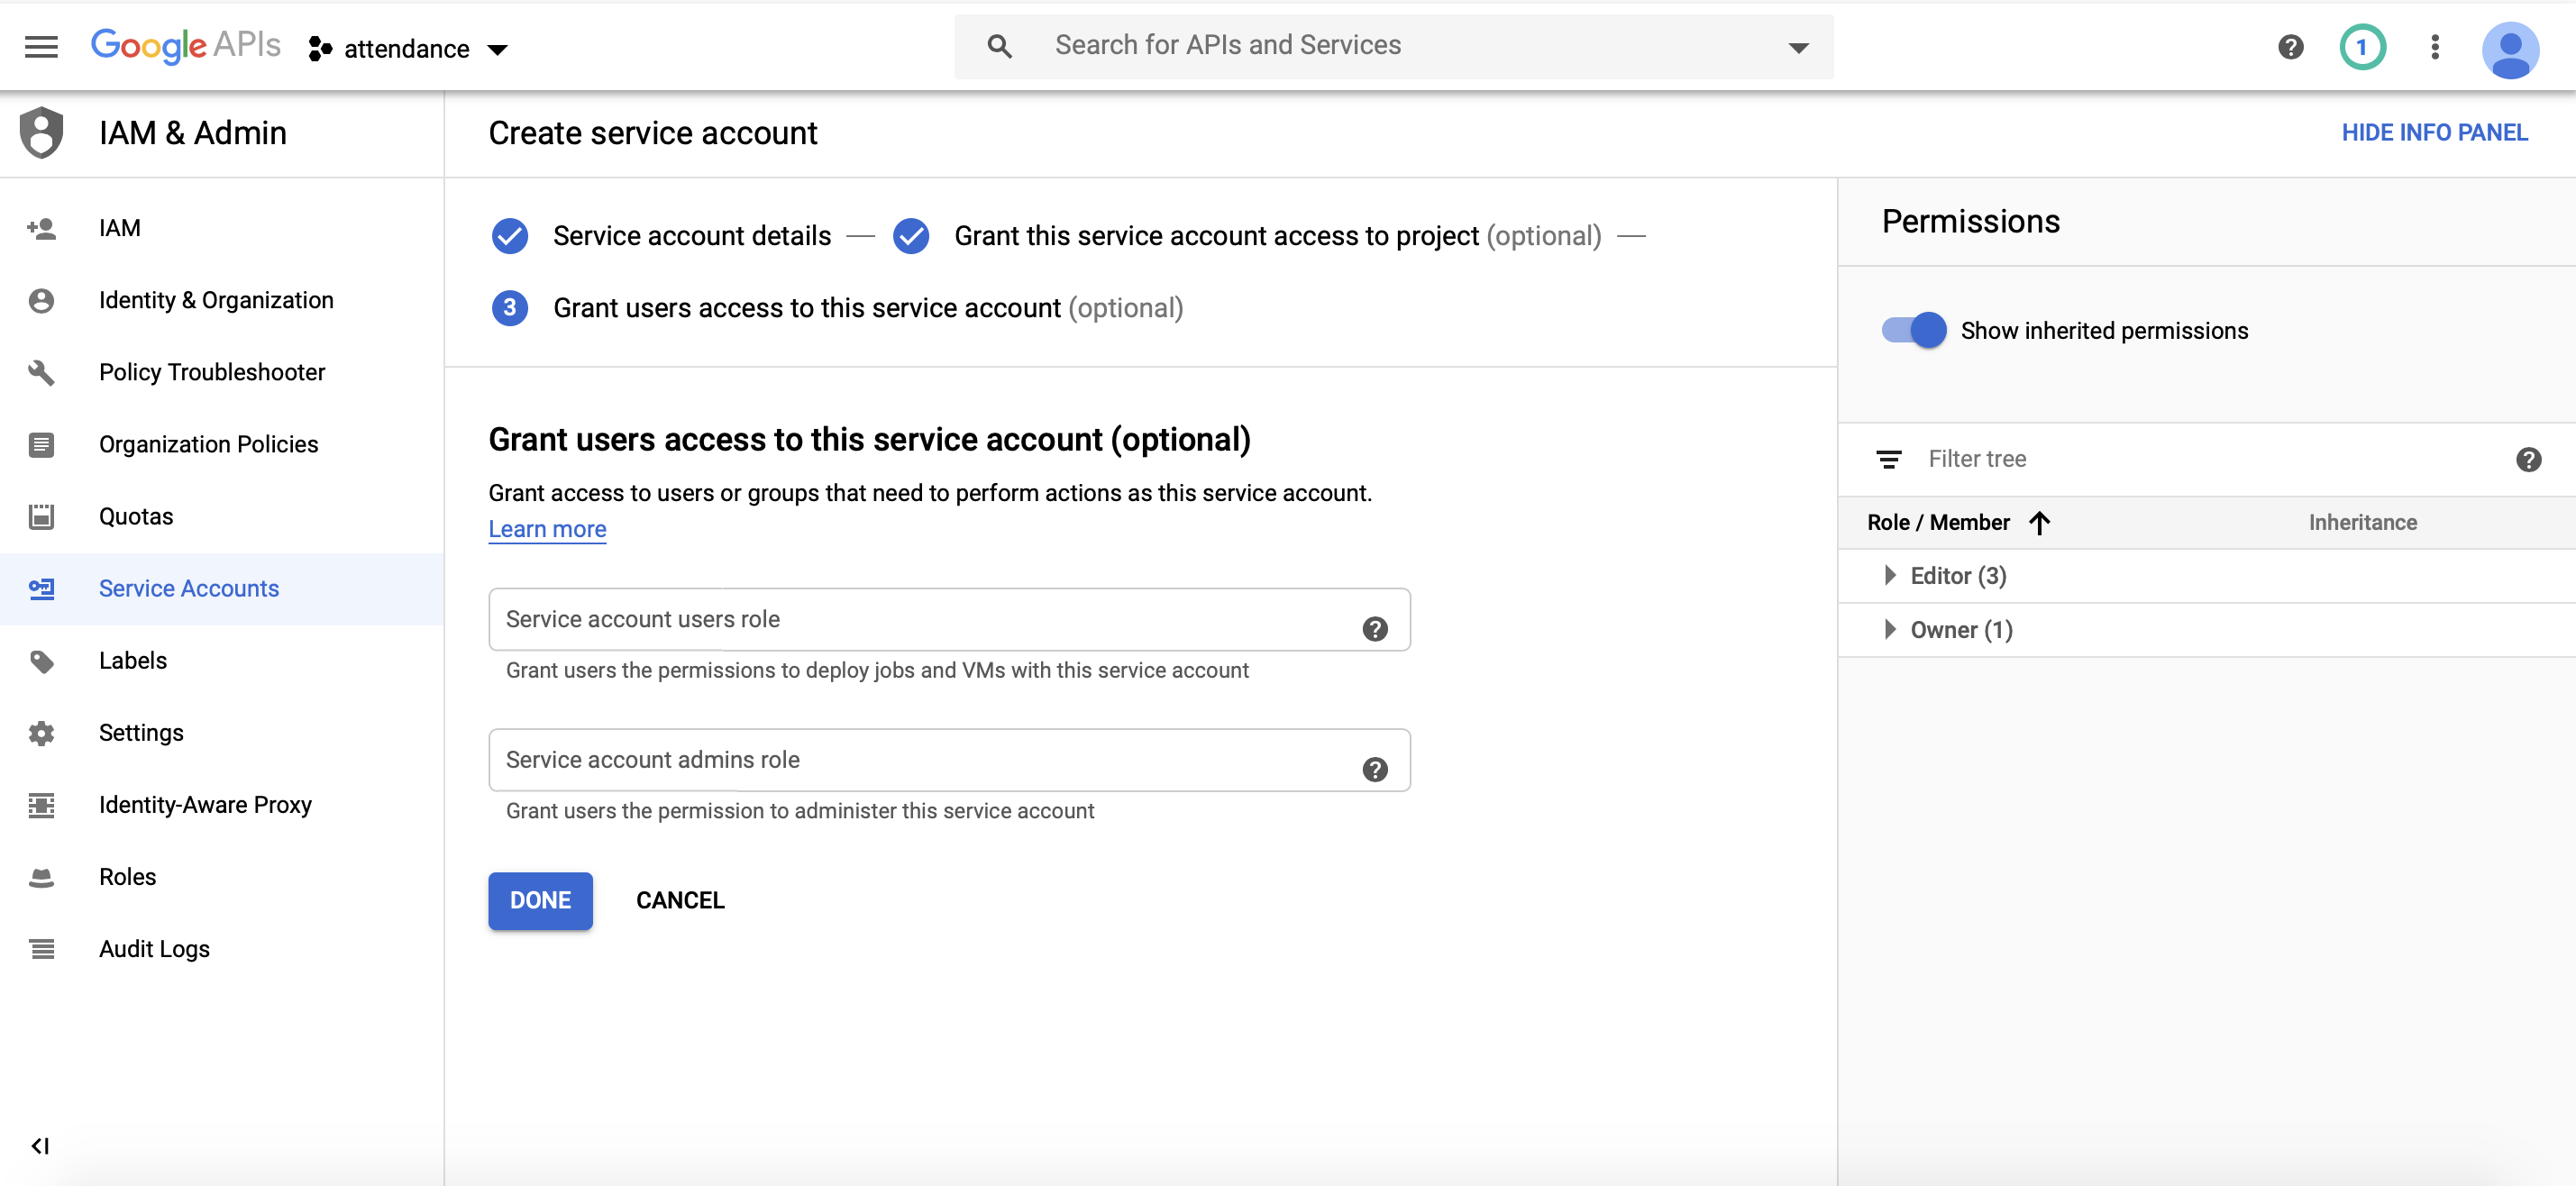 Google APIs
attendance
Search for APIs and Services
1
IAM & Admin
Create service account
HIDE INFO PANEL
IAM
Identity & Organization
Policy Troubleshooter
Organization Policies
Quotas
Service Accounts
Labels
Settings
Identity-Aware Proxy
Roles
Audit Logs
Service account details — Grant this service account access to project (optional) —
3 Grant users access to this service account (optional)
Grant users access to this service account (optional)
Grant access to users or groups that need to perform actions as this service account.
Learn more
Service account users role
Grant users the permissions to deploy jobs and VMs with this service account
Service account admins role
Grant users the permission to administer this service account
DONE CANCEL
Permissions
Show inherited permissions
Filter tree
Role / Member Inheritance
Editor (3)
Owner (1)